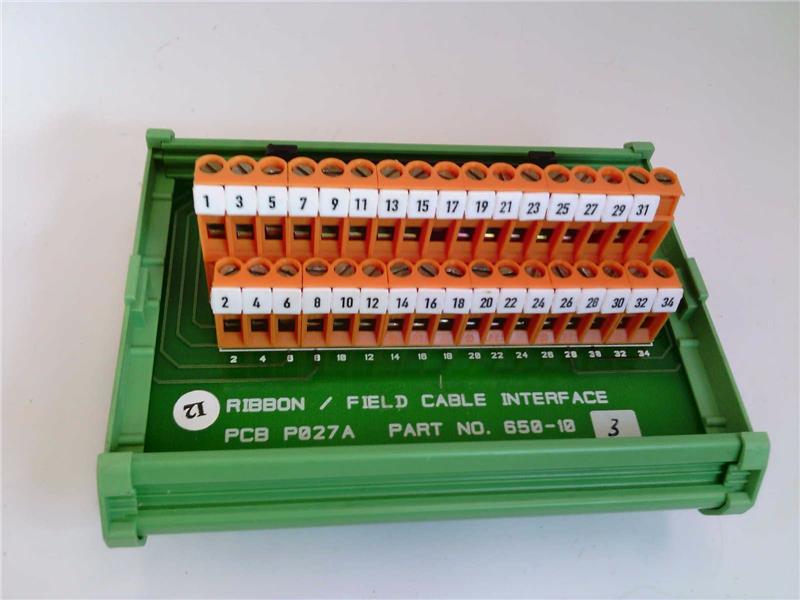 1 3 5 7 9 11 13 15 17 19 21 23 25 27 29 31
2 4 6 8 10 12 14 16 18 20 22 24 26 28 30 32 34
2 4 6 8 10 12 14 16 18 20 22 24 26 28 30 32 34
12 RIBBON / FIELD CABLE INTERFACE
PCB P027A PART NO. 650-10 3